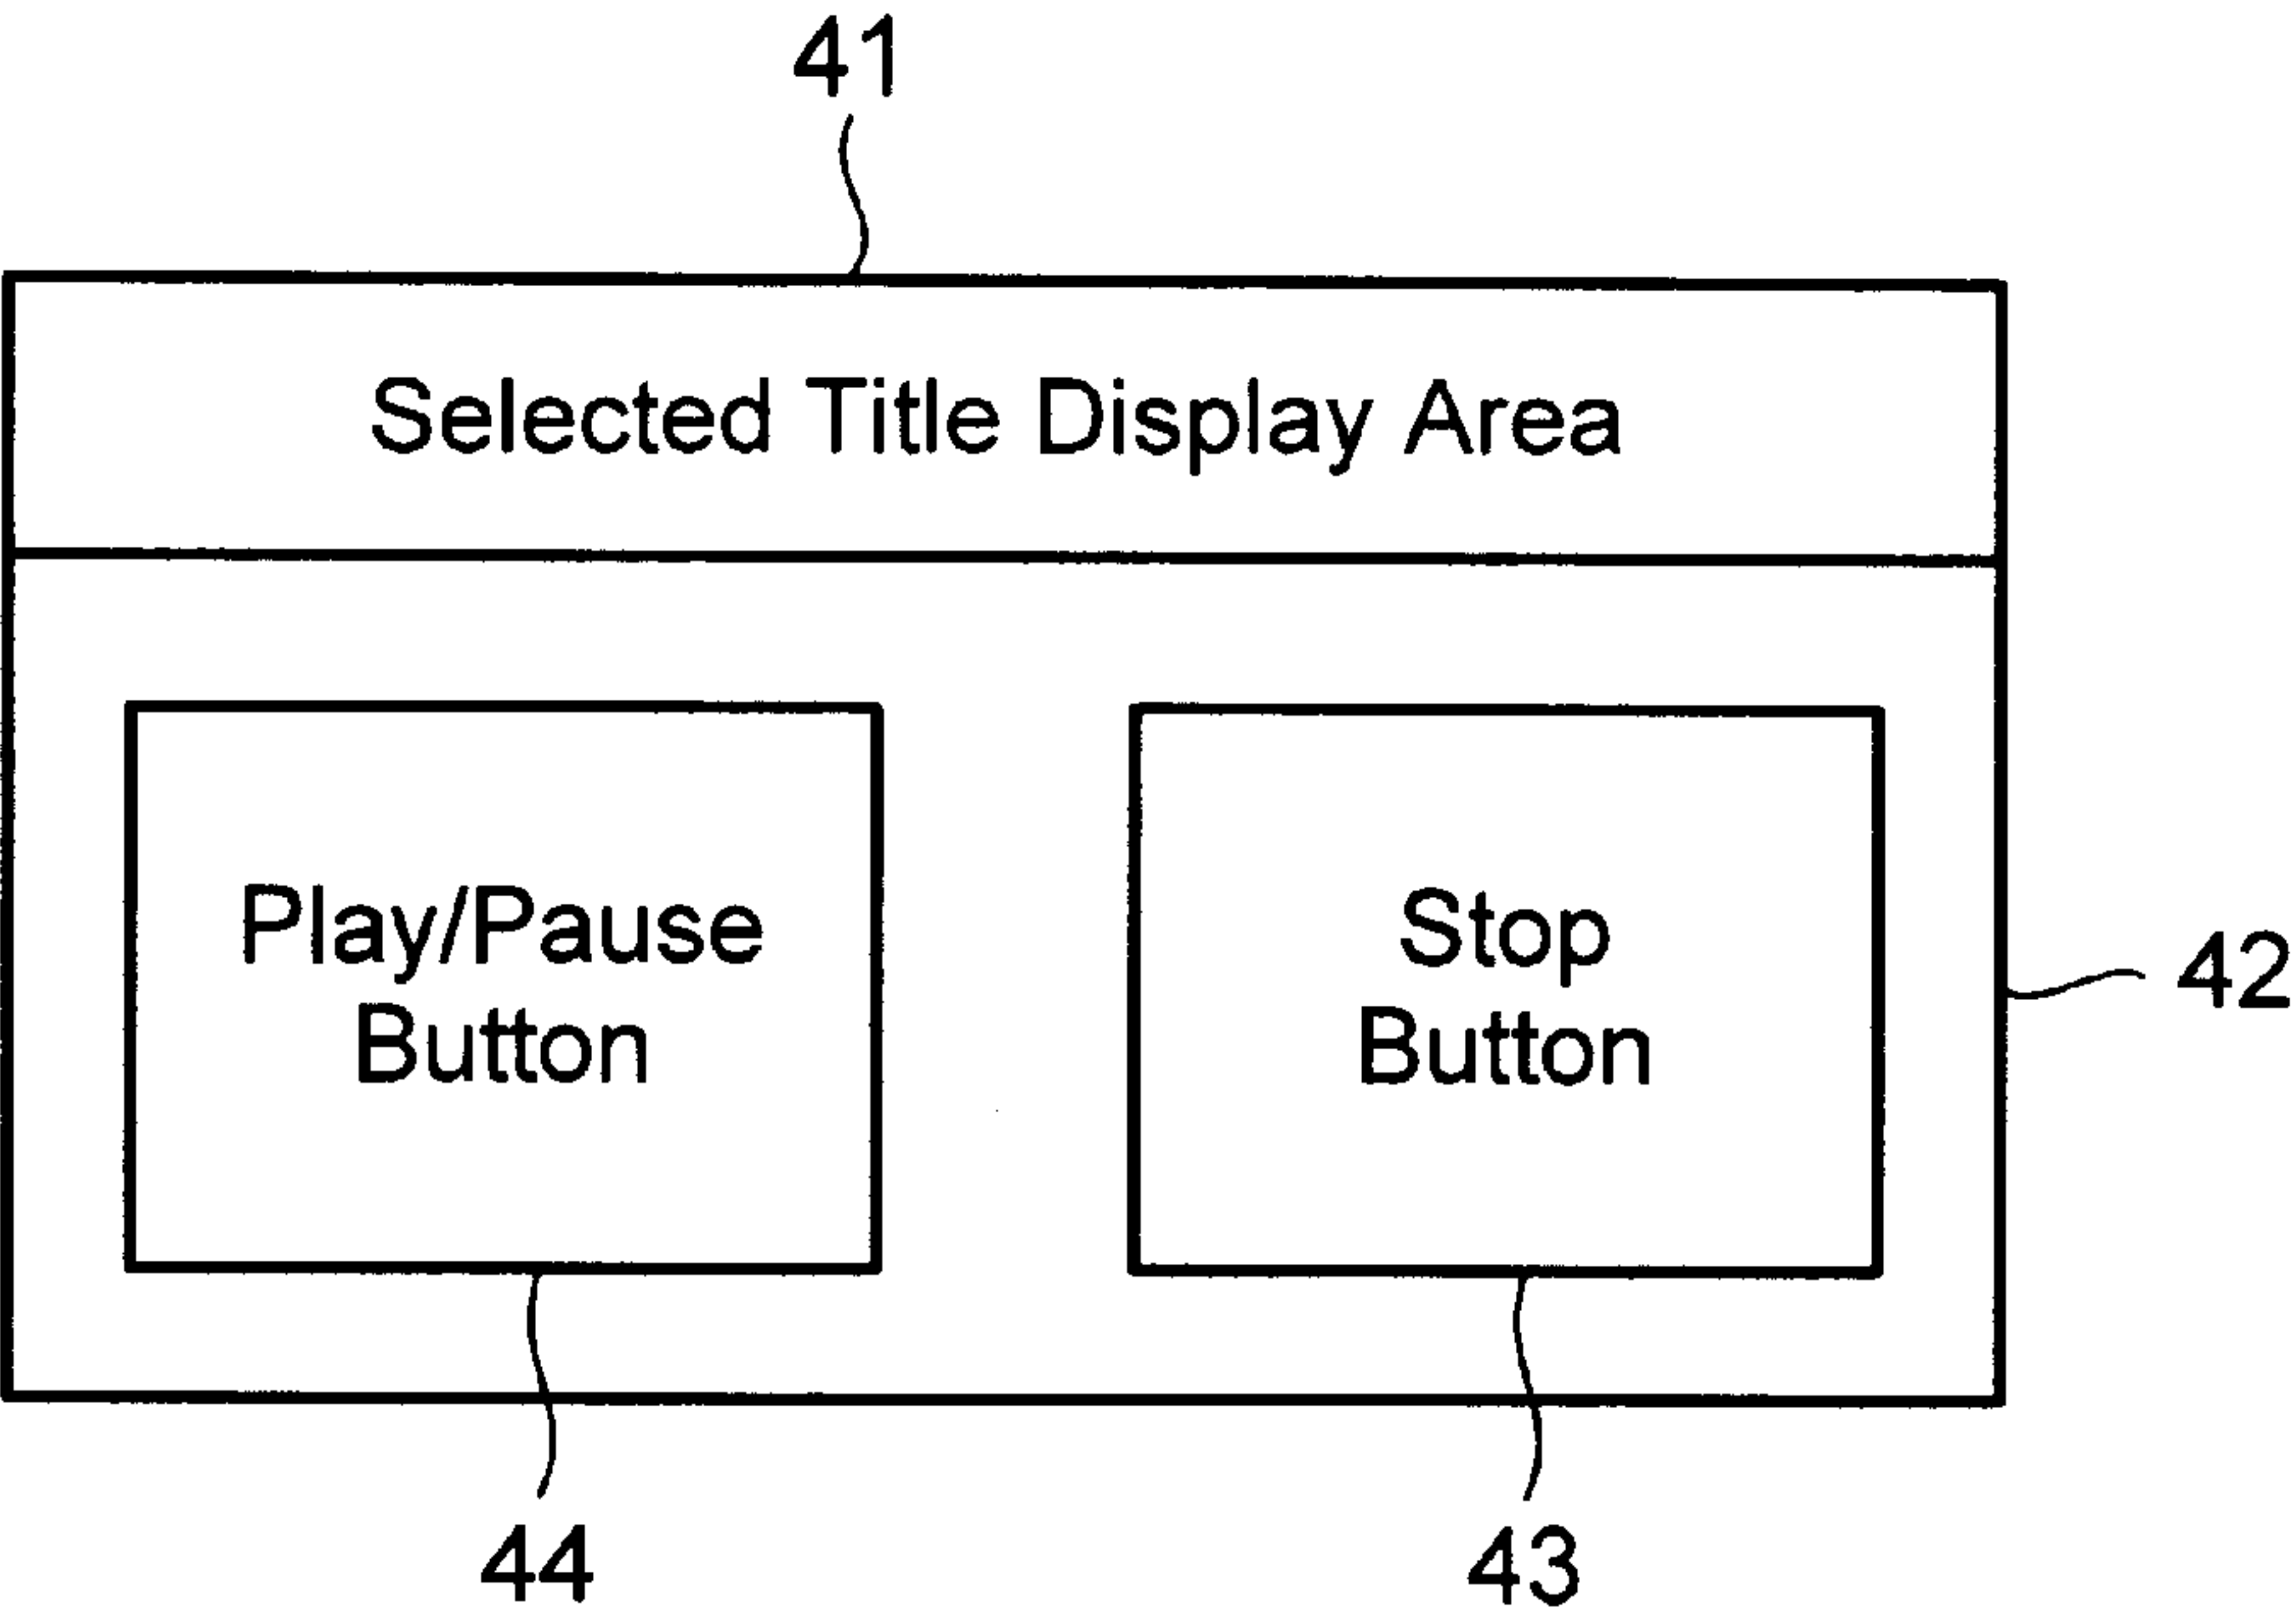 41
Selected Title Display Area
Play/Pause
Button
Stop
Button
42
44
43